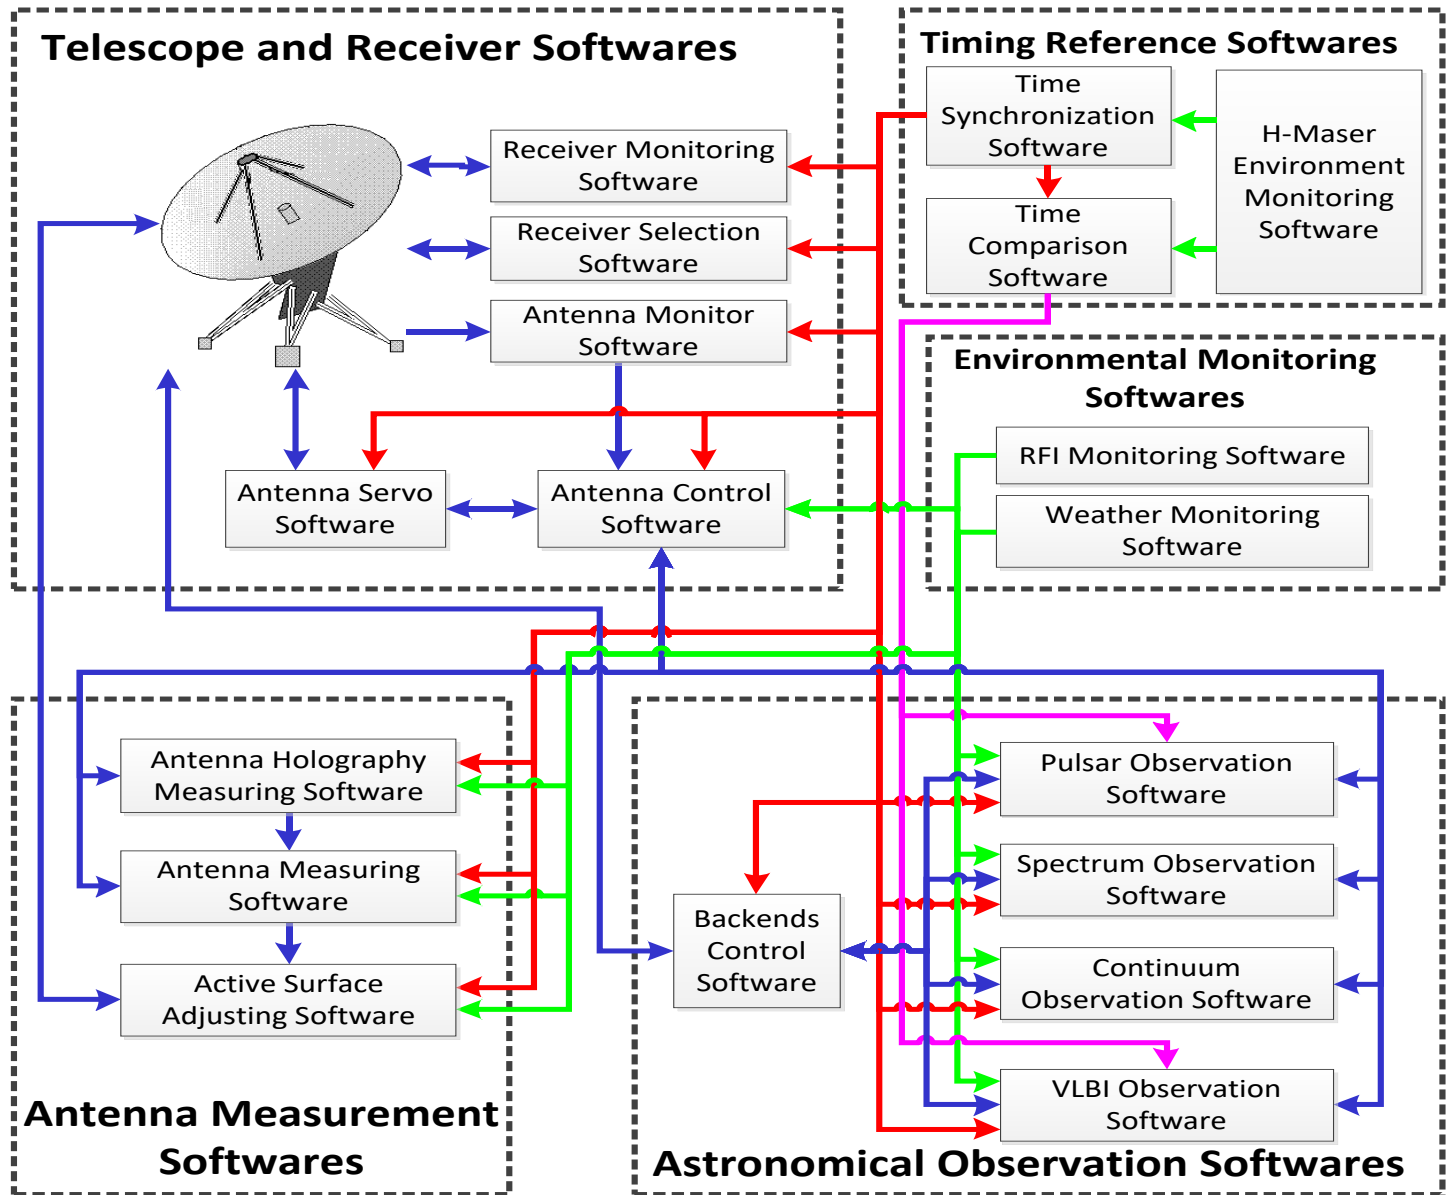 Telescope and Receiver Softwares
Receiver Monitoring
Software
Receiver Selection
Software
Antenna Monitor
Software
Antenna Servo
Software
Antenna Control
Software
Timing Reference Softwares
Time
Synchronization
Software
Time
Comparison
Software
H-Maser
Environment
Monitoring
Software
Environmental Monitoring
Softwares
RFI Monitoring Software
Weather Monitoring
Software
Antenna Holography
Measuring Software
Antenna Measuring
Software
Active Surface
Adjusting Software
Antenna Measurement
Softwares
Backends
Control
Software
Pulsar Observation
Software
Spectrum Observation
Software
Continuum
Observation Software
VLBI Observation
Software
Astronomical Observation Softwares